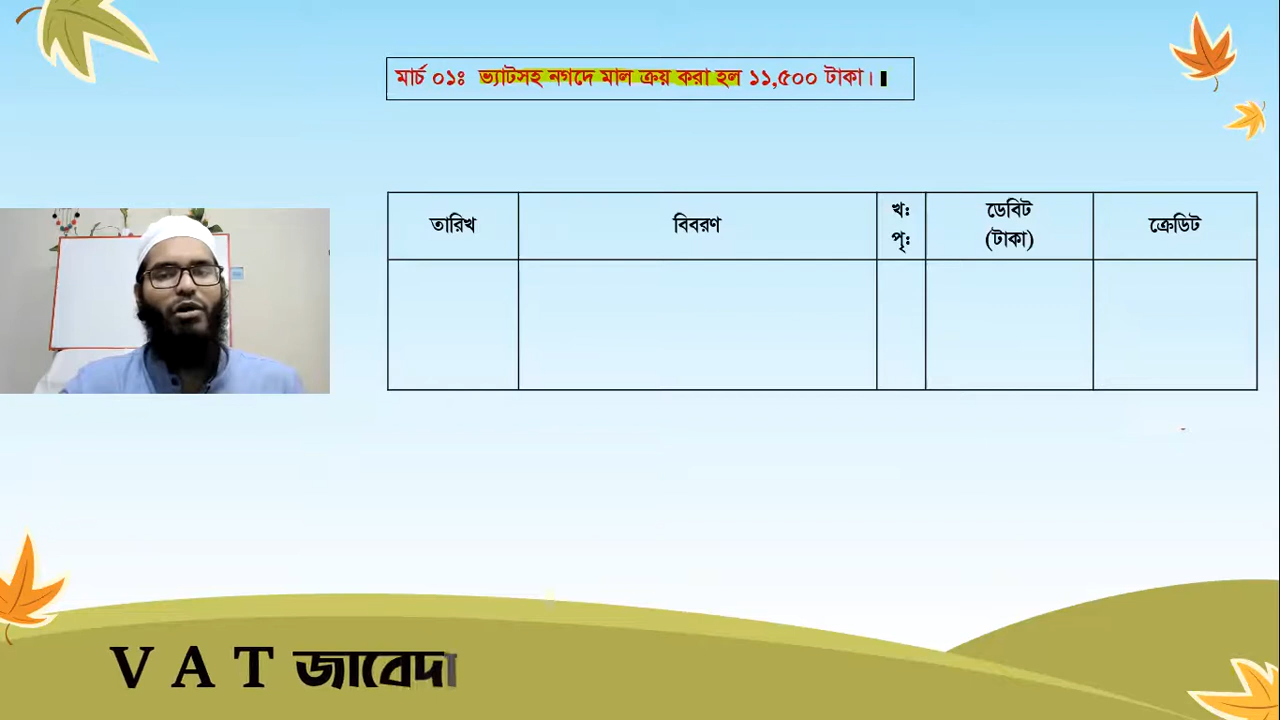 মার্চ ০১ঃ ভ্যাটসহ নগদে মাল ক্রয় করা হল ১১,৫০০ টাকা।
তারিখ
বিবরণ
খঃ
পৃঃ
ডেবিট
(টাকা)
ক্রেডিট
V A T জাবেদা